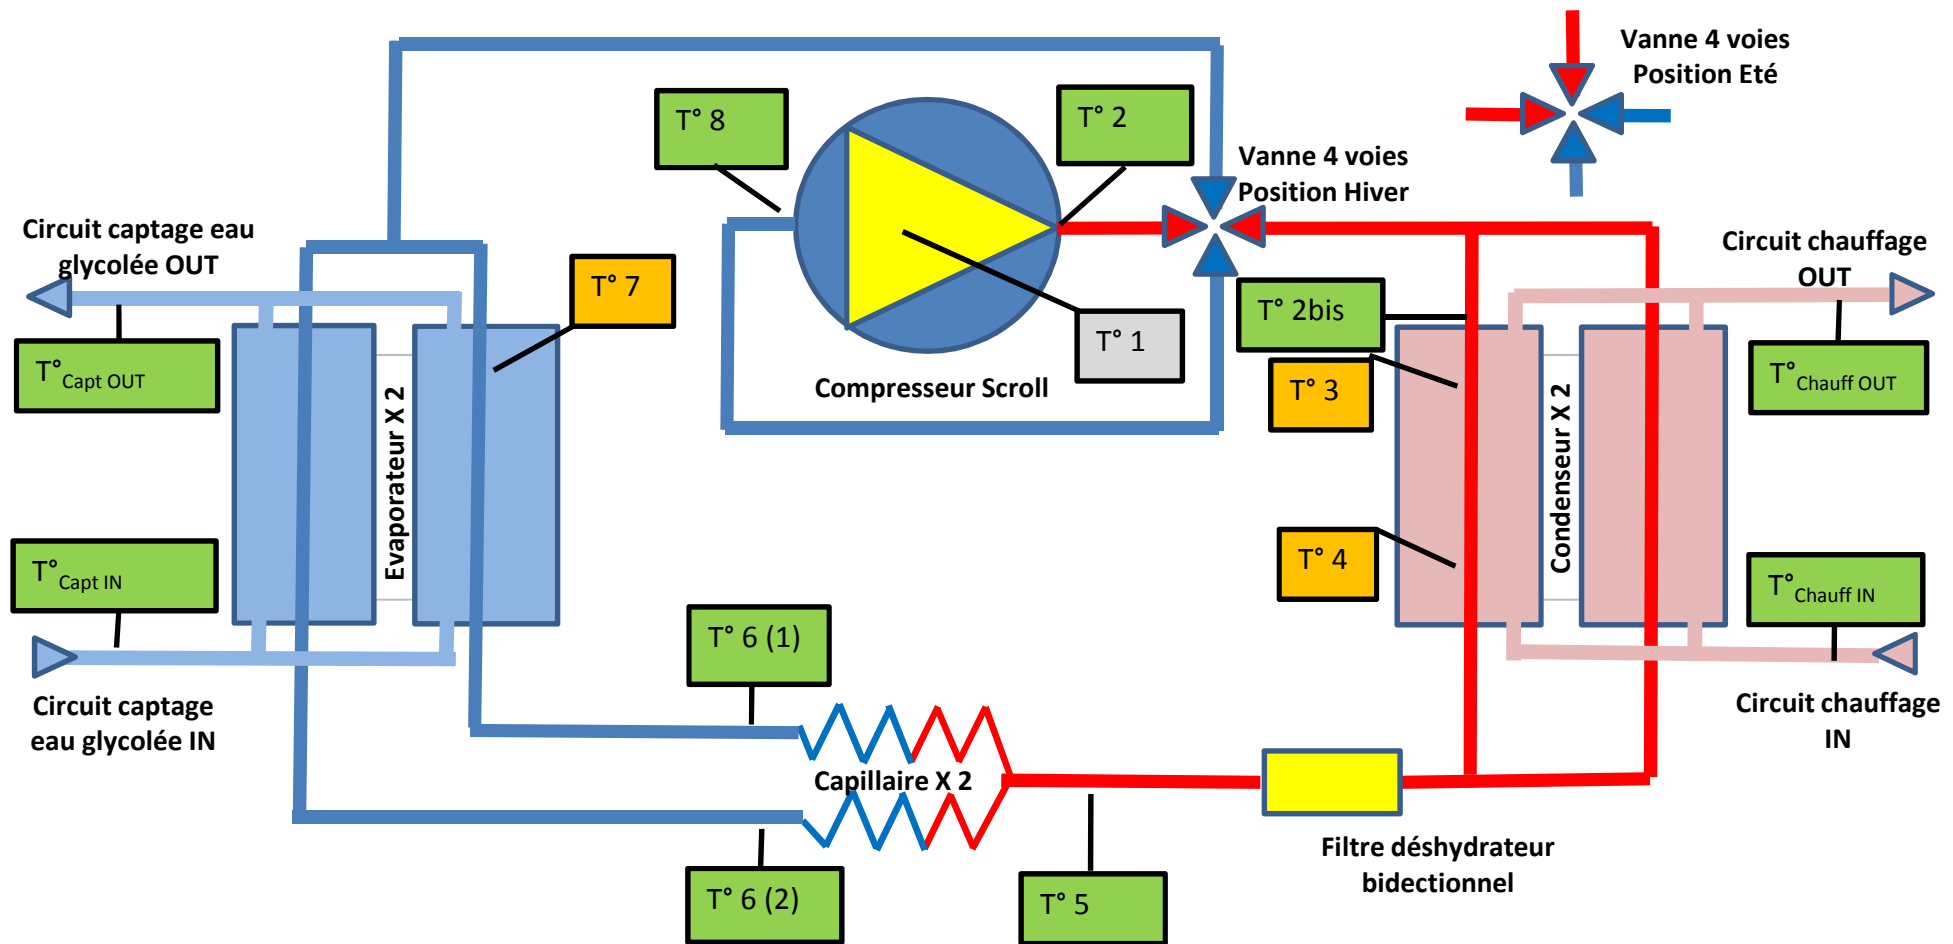 Vanne 4 voies
Position Eté
T° 8
T° 2
Vanne 4 voies
Position Hiver
Circuit captage eau
glycolée OUT
T° 7
T° 2bis
Circuit chauffage
OUT
T° 1
T°Capt OUT
Compresseur Scroll
T° 3
T°Chauff OUT
Evaporateur X 2
Condenseur X 2
T°Capt IN
T° 4
T°Chauff IN
T° 6 (1)
Circuit captage
eau glycolée IN
Circuit chauffage
IN
Capillaire X 2
Filtre déshydrateur
bidectionnel
T° 6 (2)
T° 5